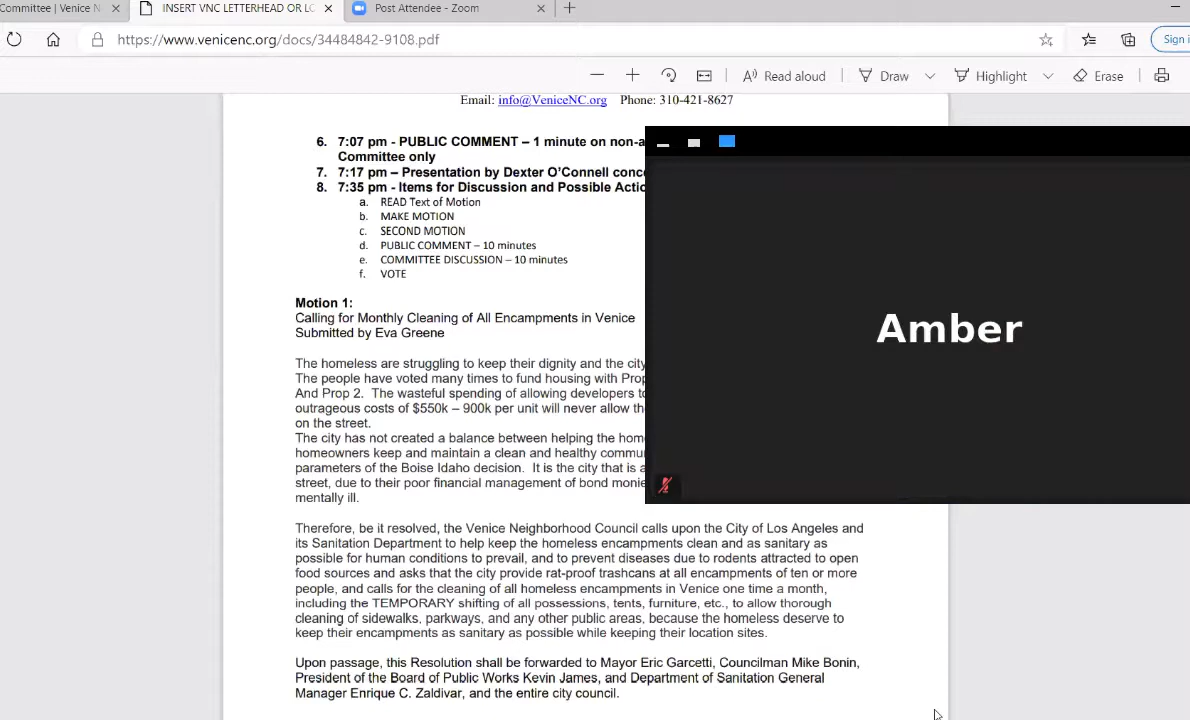 Committee | Venice N
INSERT VNC LETTERHEAD OR LO
Post Attendee - Zoom
https://www.venicenc.org/docs/34484842-9108.pdf
Sign i
Read aloud
Draw
Highlight
Erase
Email: info@VeniceNC.org Phone: 310-421-8627
6. 7:07 pm - PUBLIC COMMENT – 1 minute on non-a
Committee only
7. 7:17 pm – Presentation by Dexter O'Connell conc
8. 7:35 pm - Items for Discussion and Possible Actio
a. READ Text of Motion
b. MAKE MOTION
c. SECOND MOTION
d. PUBLIC COMMENT – 10 minutes
e. COMMITTEE DISCUSSION – 10 minutes
f. VOTE
Motion 1:
Calling for Monthly Cleaning of All Encampments in Venice
Submitted by Eva Greene
The homeless are struggling to keep their dignity and the city
The people have voted many times to fund housing with Prop
And Prop 2. The wasteful spending of allowing developers to
outrageous costs of $550k – 900k per unit will never allow the
on the street.
The city has not created a balance between helping the hom
homeowners keep and maintain a clean and healthy commu
parameters of the Boise Idaho decision. It is the city that is a
street, due to their poor financial management of bond monie
mentally ill.
Therefore, be it resolved, the Venice Neighborhood Council calls upon the City of Los Angeles and
its Sanitation Department to help keep the homeless encampments clean and as sanitary as
possible for human conditions to prevail, and to prevent diseases due to rodents attracted to open
food sources and asks that the city provide rat-proof trashcans at all encampments of ten or more
people, and calls for the cleaning of all homeless encampments in Venice one time a month,
including the TEMPORARY shifting of all possessions, tents, furniture, etc., to allow thorough
cleaning of sidewalks, parkways, and any other public areas, because the homeless deserve to
keep their encampments as sanitary as possible while keeping their location sites.
Upon passage, this Resolution shall be forwarded to Mayor Eric Garcetti, Councilman Mike Bonin,
President of the Board of Public Works Kevin James, and Department of Sanitation General
Manager Enrique C. Zaldivar, and the entire city council.
Amber